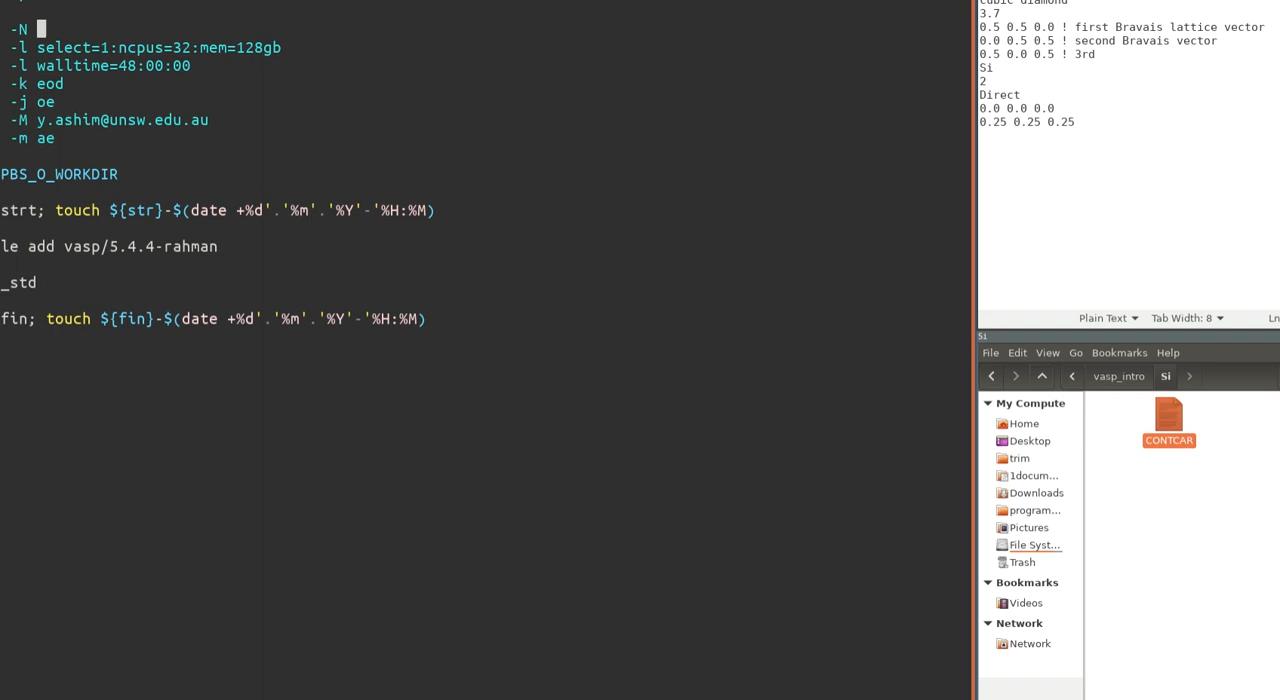 -N
-l select=1:ncpus=32:mem=128gb
-l walltime=48:00:00
-k eod
-j oe
-M y.ashim@unsw.edu.au
-m ae
PBS_O_WORKDIR
strt; touch ${str}-$(date +%d'.'%m'.'%Y'-'%H:%M)
le add vasp/5.4.4-rahman
_std
fin; touch ${fin}-$(date +%d'.'%m'.'%Y'-'%H:%M)
cubic diamond
3.7
0.5 0.5 0.0 ! first Bravais lattice vector
0.0 0.5 0.5 ! second Bravais vector
0.5 0.0 0.5 ! 3rd
Si
2
Direct
0.0 0.0 0.0
0.25 0.25 0.25
Plain Text Tab Width: 8 Ln
Si
File Edit View Go Bookmarks Help
vasp_intro Si
My Compute
Home
Desktop
trim
1docum...
Downloads
program...
Pictures
File Syst...
Trash
Bookmarks
Videos
Network
Network
CONTCAR